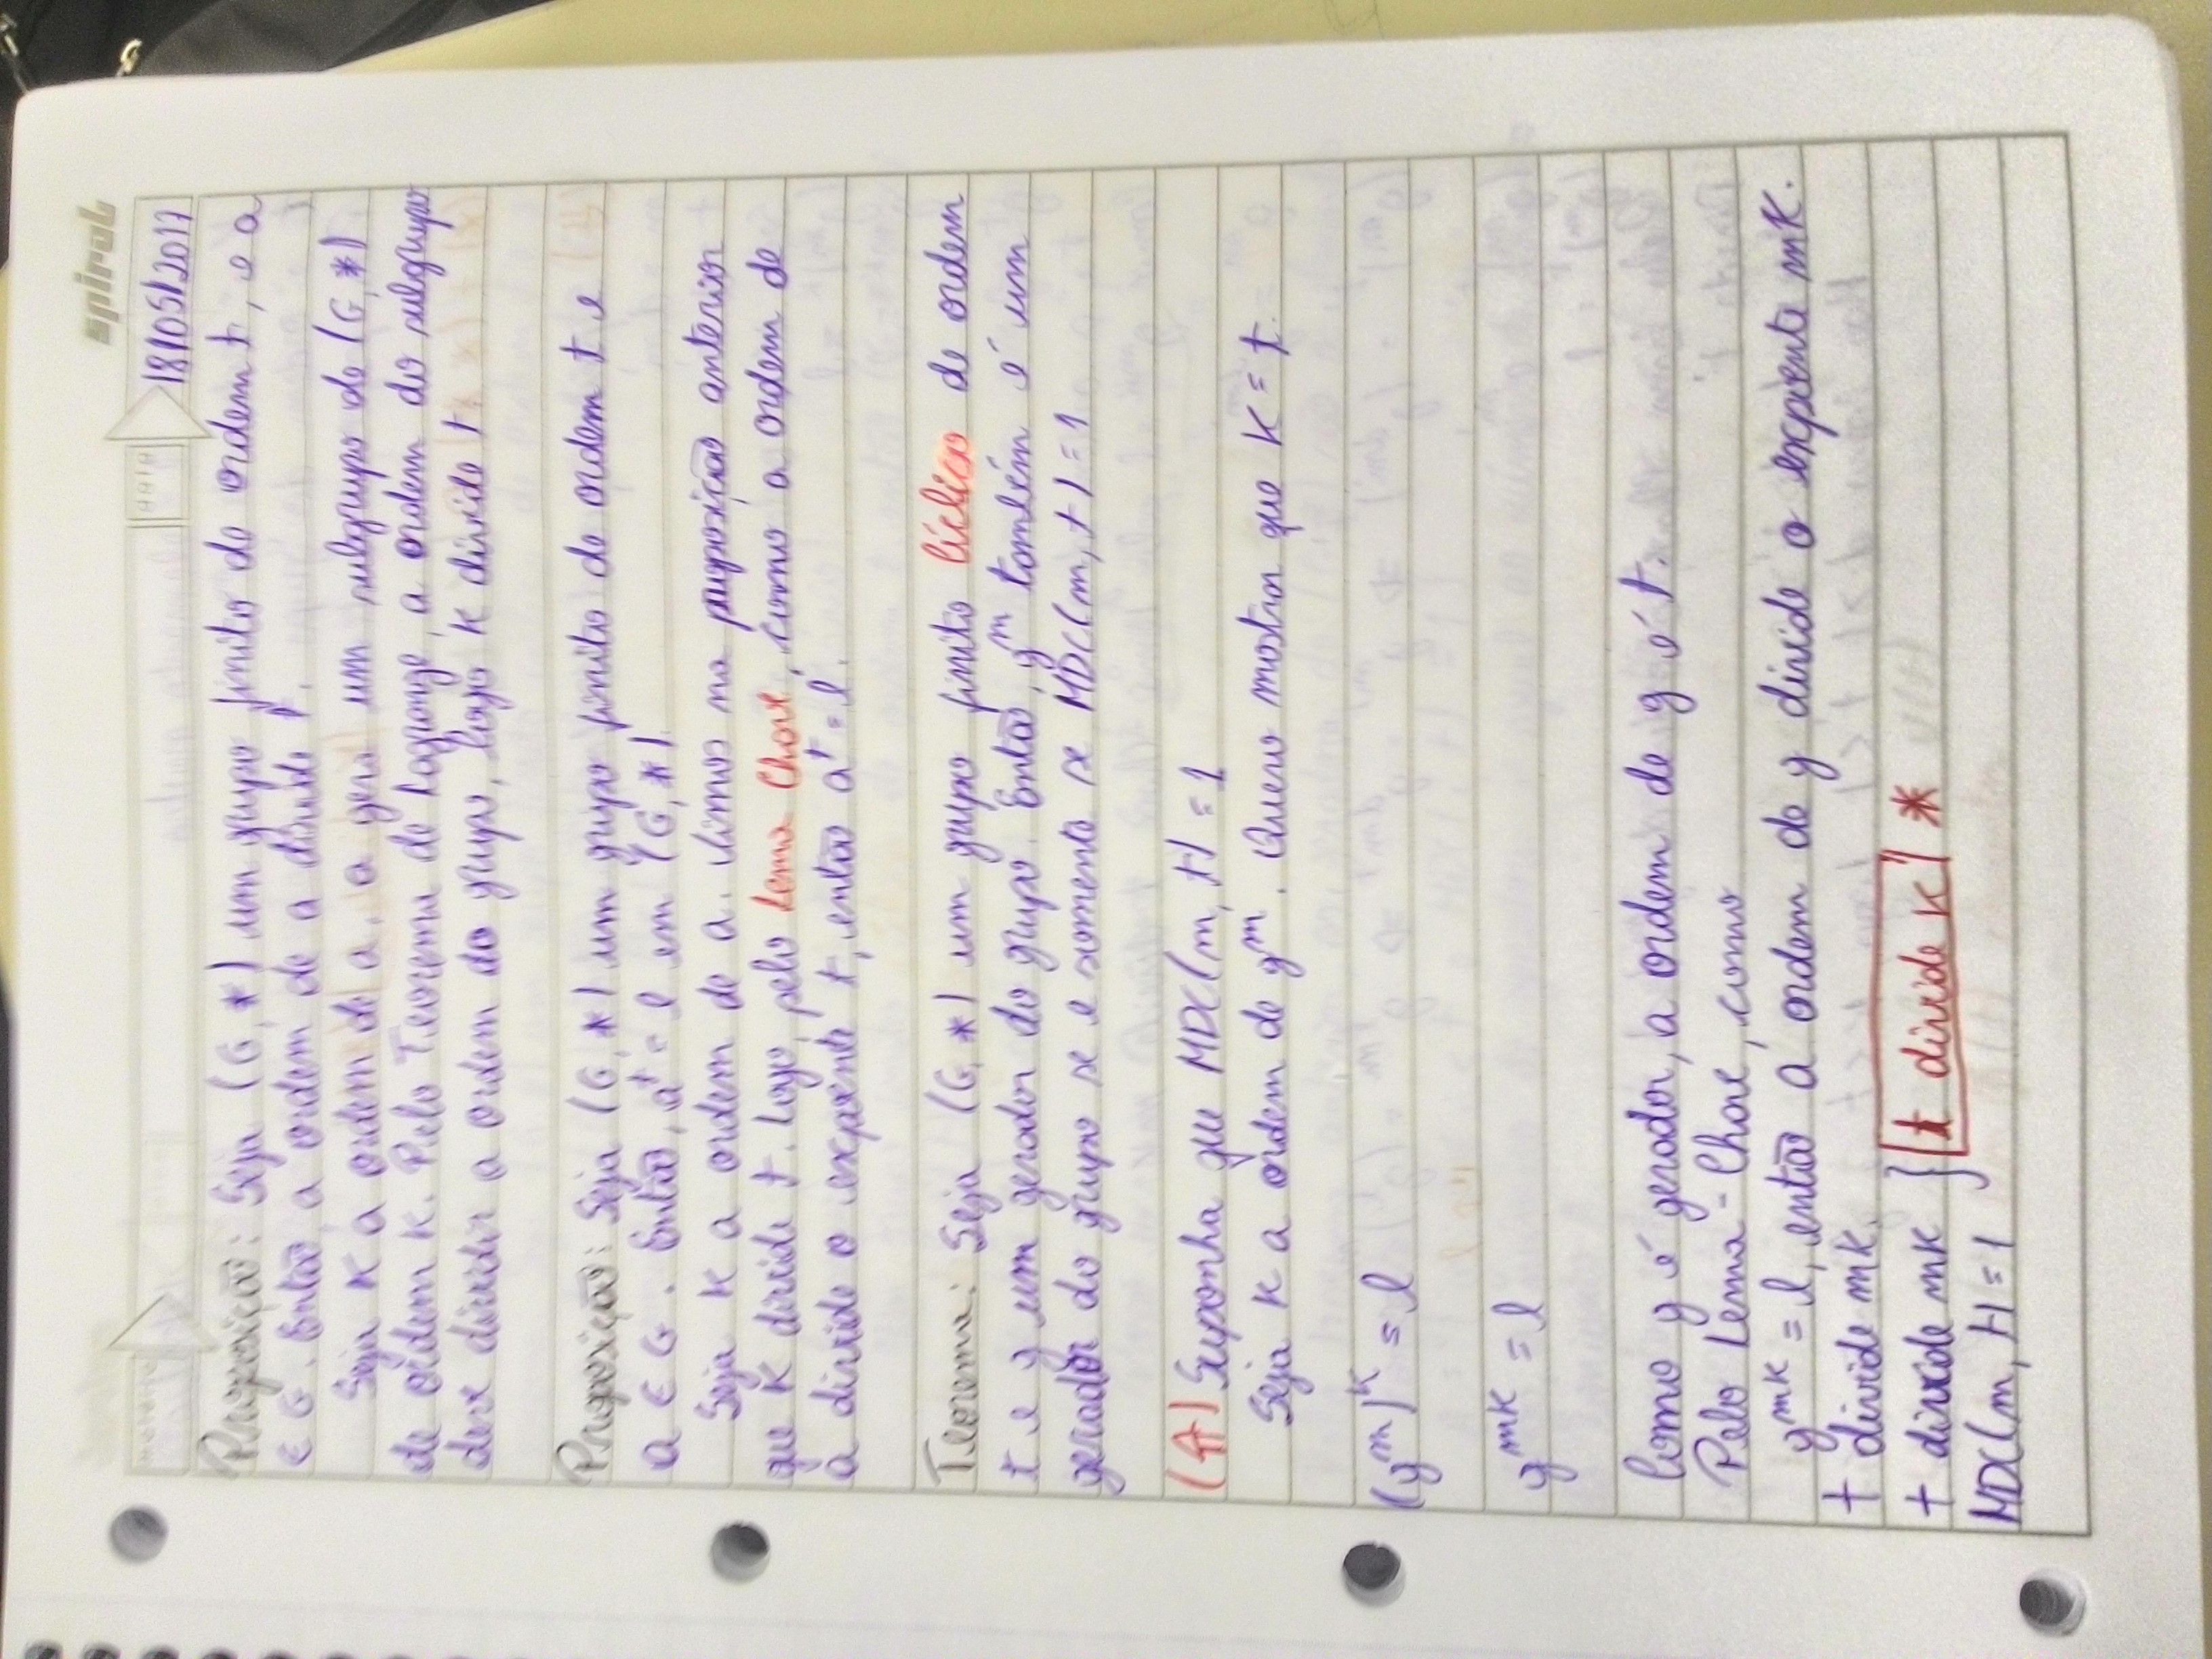 spiral
18/05/2017
Proposição: Seja (G, *) um grupo finito de ordem t, e a
∈ G. Então, a ordem de a divide t.
Seja K a ordem de a. a gera um subgrupo de (G, *)
de ordem K. Pelo Teorema de Lagrange, a ordem do subgrupo
deve dividir a ordem do grupo, logo K divide t.
Proposição: Seja (G, *) um grupo finito de ordem t e
a ∈ G. Então, a^t = e em (G, *).
Seja K a ordem de a. Vimos na proposição anterior
que K divide t. Logo, pelo Lema Chave, como a ordem de
a divide o expoente t, então a^t = e.
Teorema: Seja (G, *) um grupo finito Cíclico de ordem
t e g um gerador do grupo. Então, g^m também é um
gerador do grupo se e somente se MDC(m, t) = 1
(A) Suponha que MDC(m, t) = 1
Seja K a ordem de g^m. Quero mostrar que K = t.
(g^m)^K = e
g^mK = e
Como g é gerador, a ordem de g é t.
Pelo Lema-Chave, como
g^mK = e, então a ordem de g divide o expoente mK.
t divide mK.
t divide mK } t divide K *
MDC(m, t) = 1